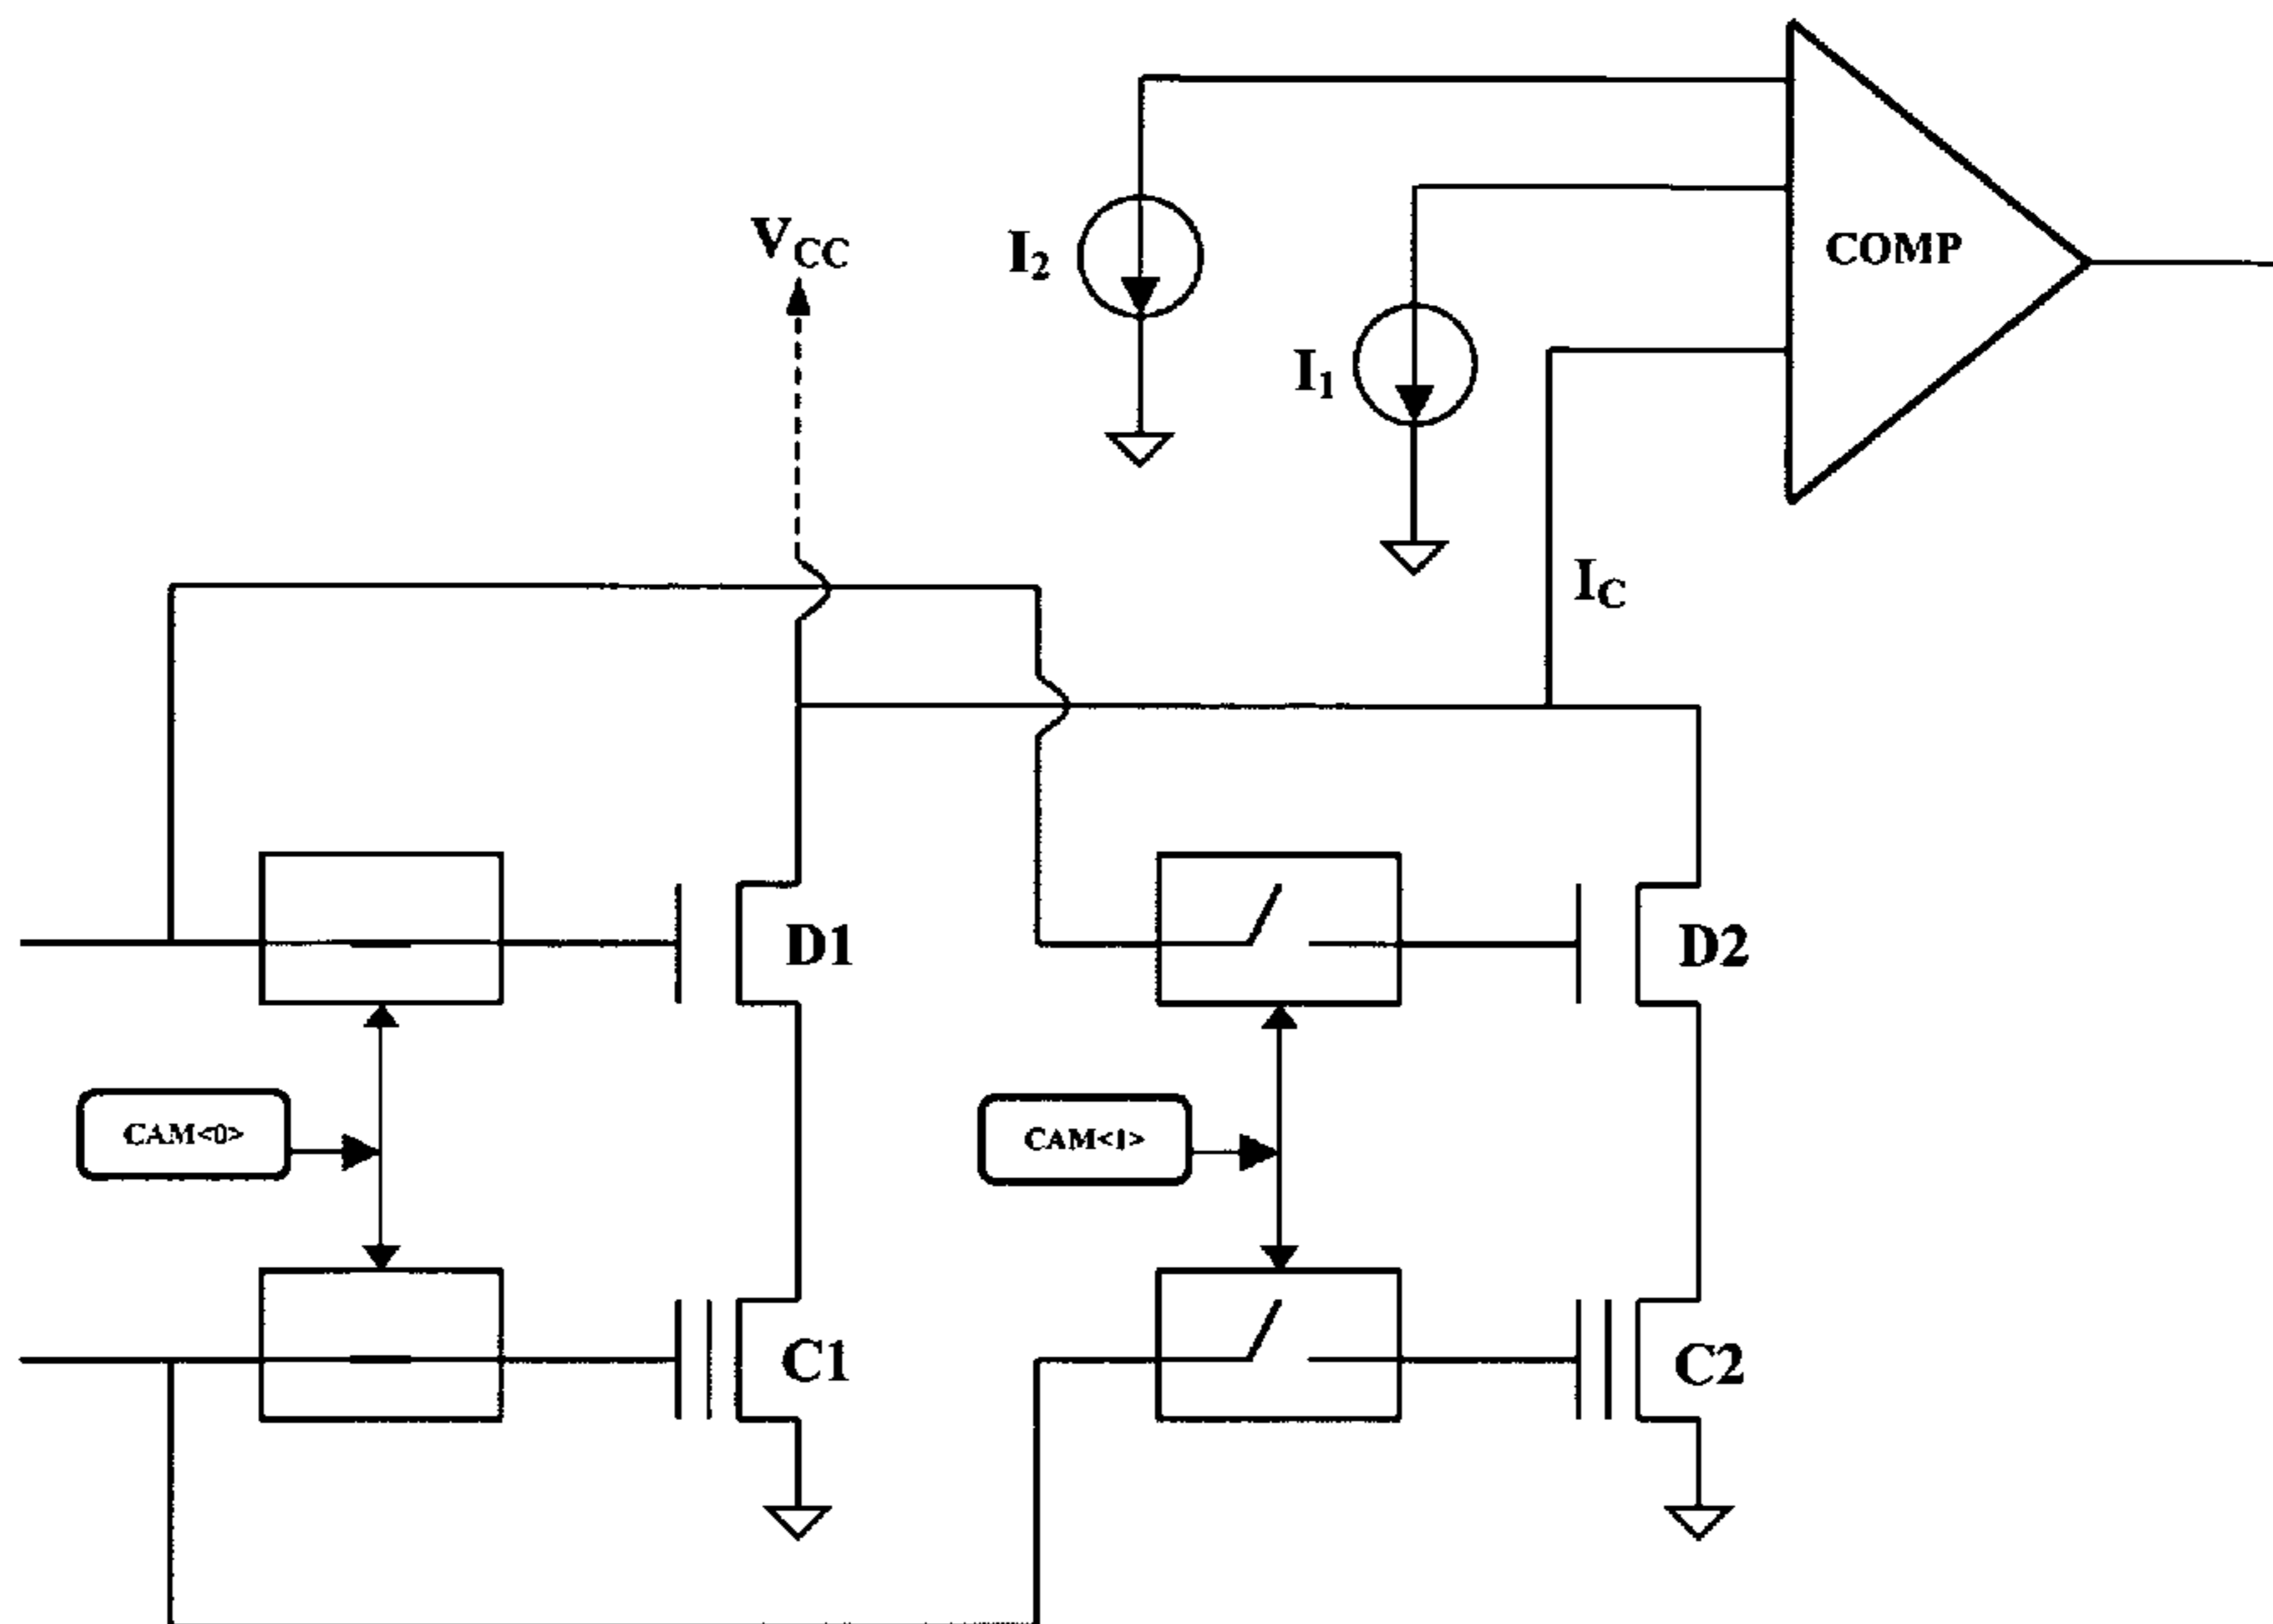 V_CC
I_2
COMP
I_1
I_C
D1
D2
CAM<0>
CAM<1>
C1
C2